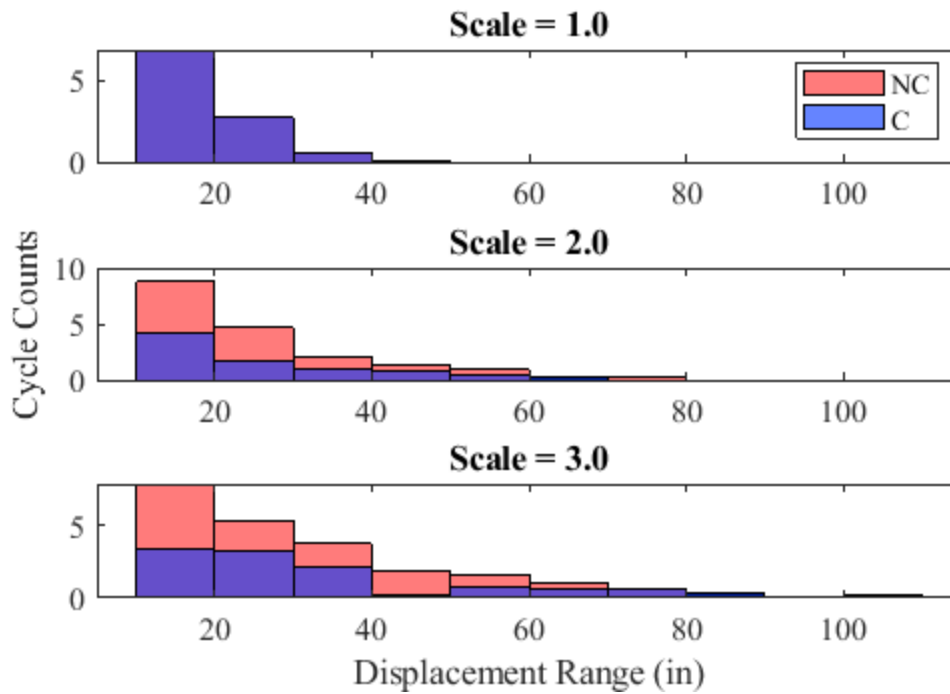 Scale = 1.0
NC
C
5
0
20 40 60 80 100
Scale = 2.0
Cycle Counts
10
5
0
20 40 60 80 100
Scale = 3.0
5
0
20 40 60 80 100
Displacement Range (in)